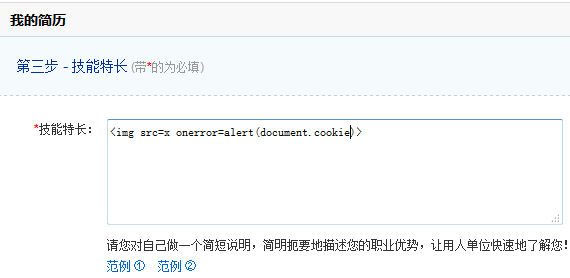 我的简历
第三步 - 技能特长 (带*的为必填)
*技能特长： <img src=x onerror=alert(document.cookie)>
请您对自己做一个简短说明，简明扼要地描述您的职业优势，让用人单位快速地了解您！
范例 ① 范例 ②